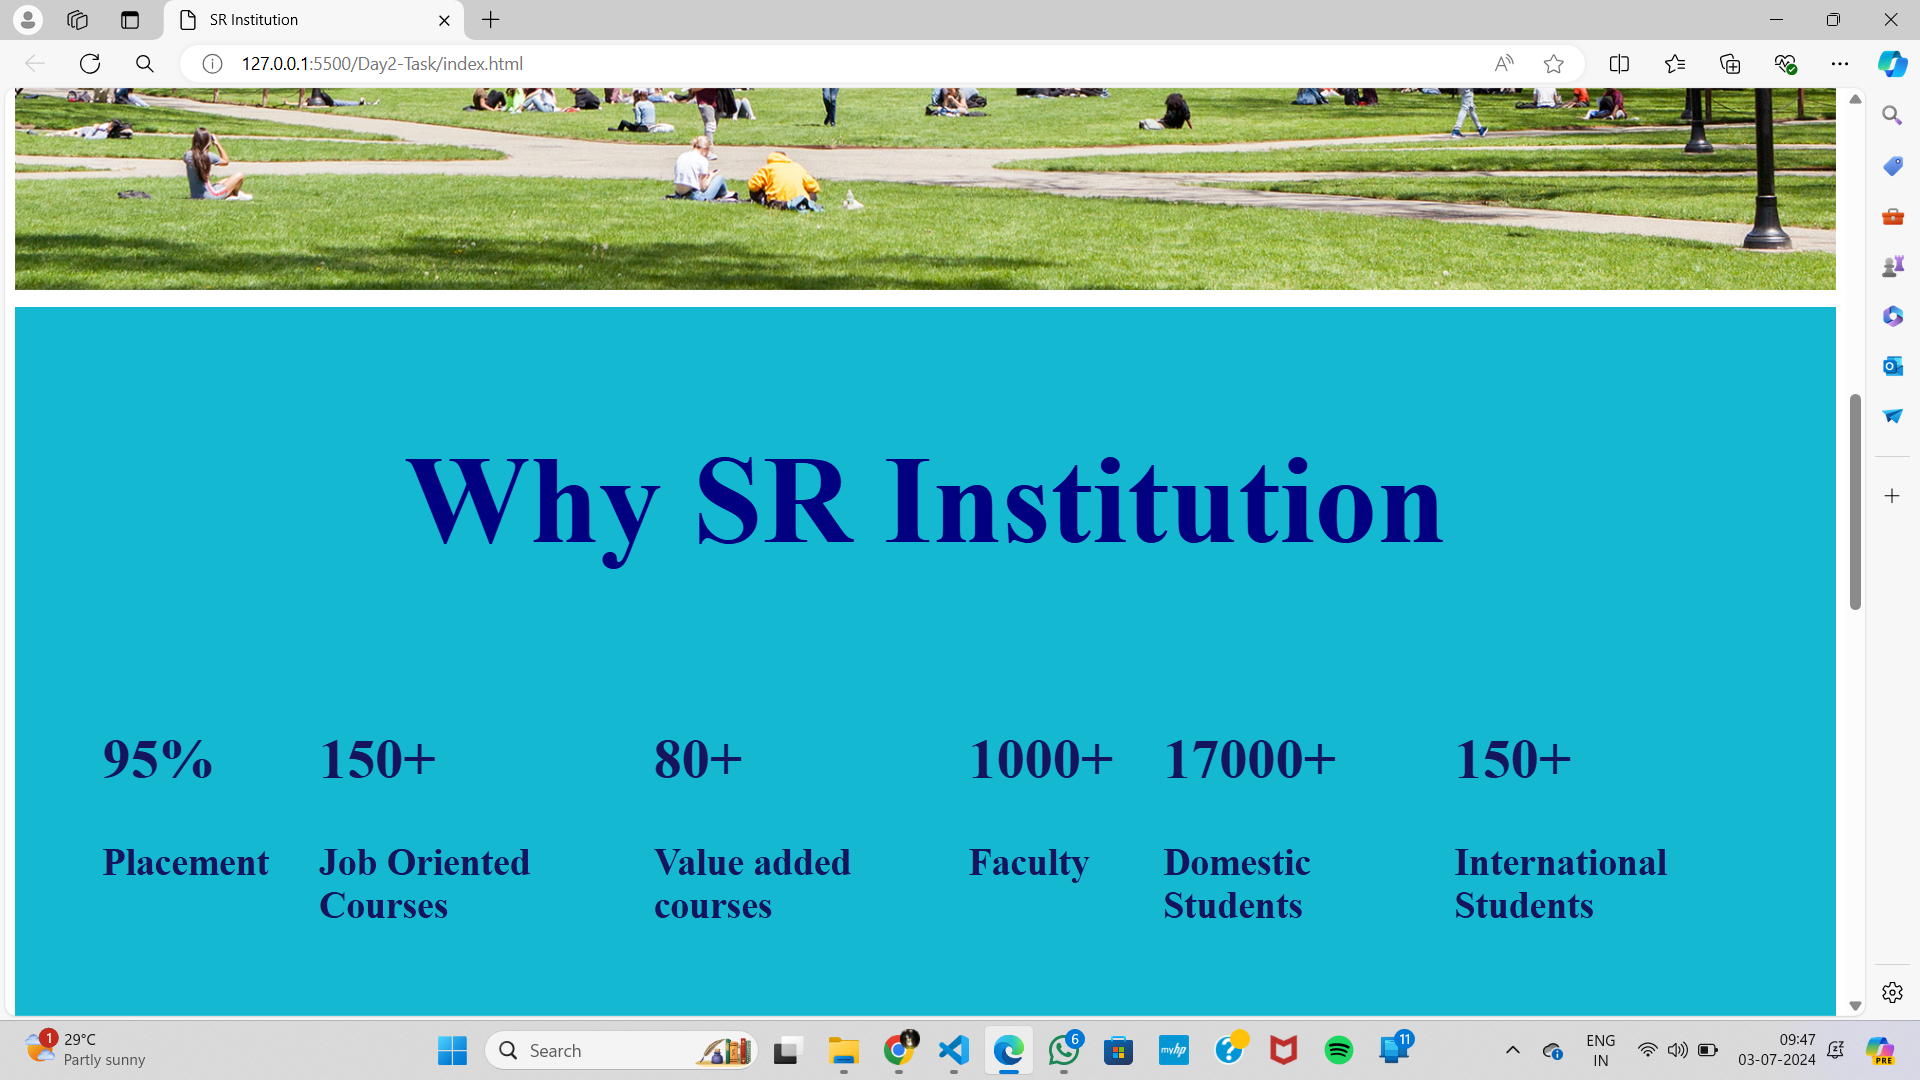 SR Institution
127.0.0.1:5500/Day2-Task/index.html
Why SR Institution
95% 150+ 80+ 1000+ 17000+ 150+
Placement Job Oriented Value added Faculty Domestic International
Courses courses Students Students
1 29°C
Partly sunny
Search
6
myhp
11
ENG
IN
09:47
03-07-2024
PRE